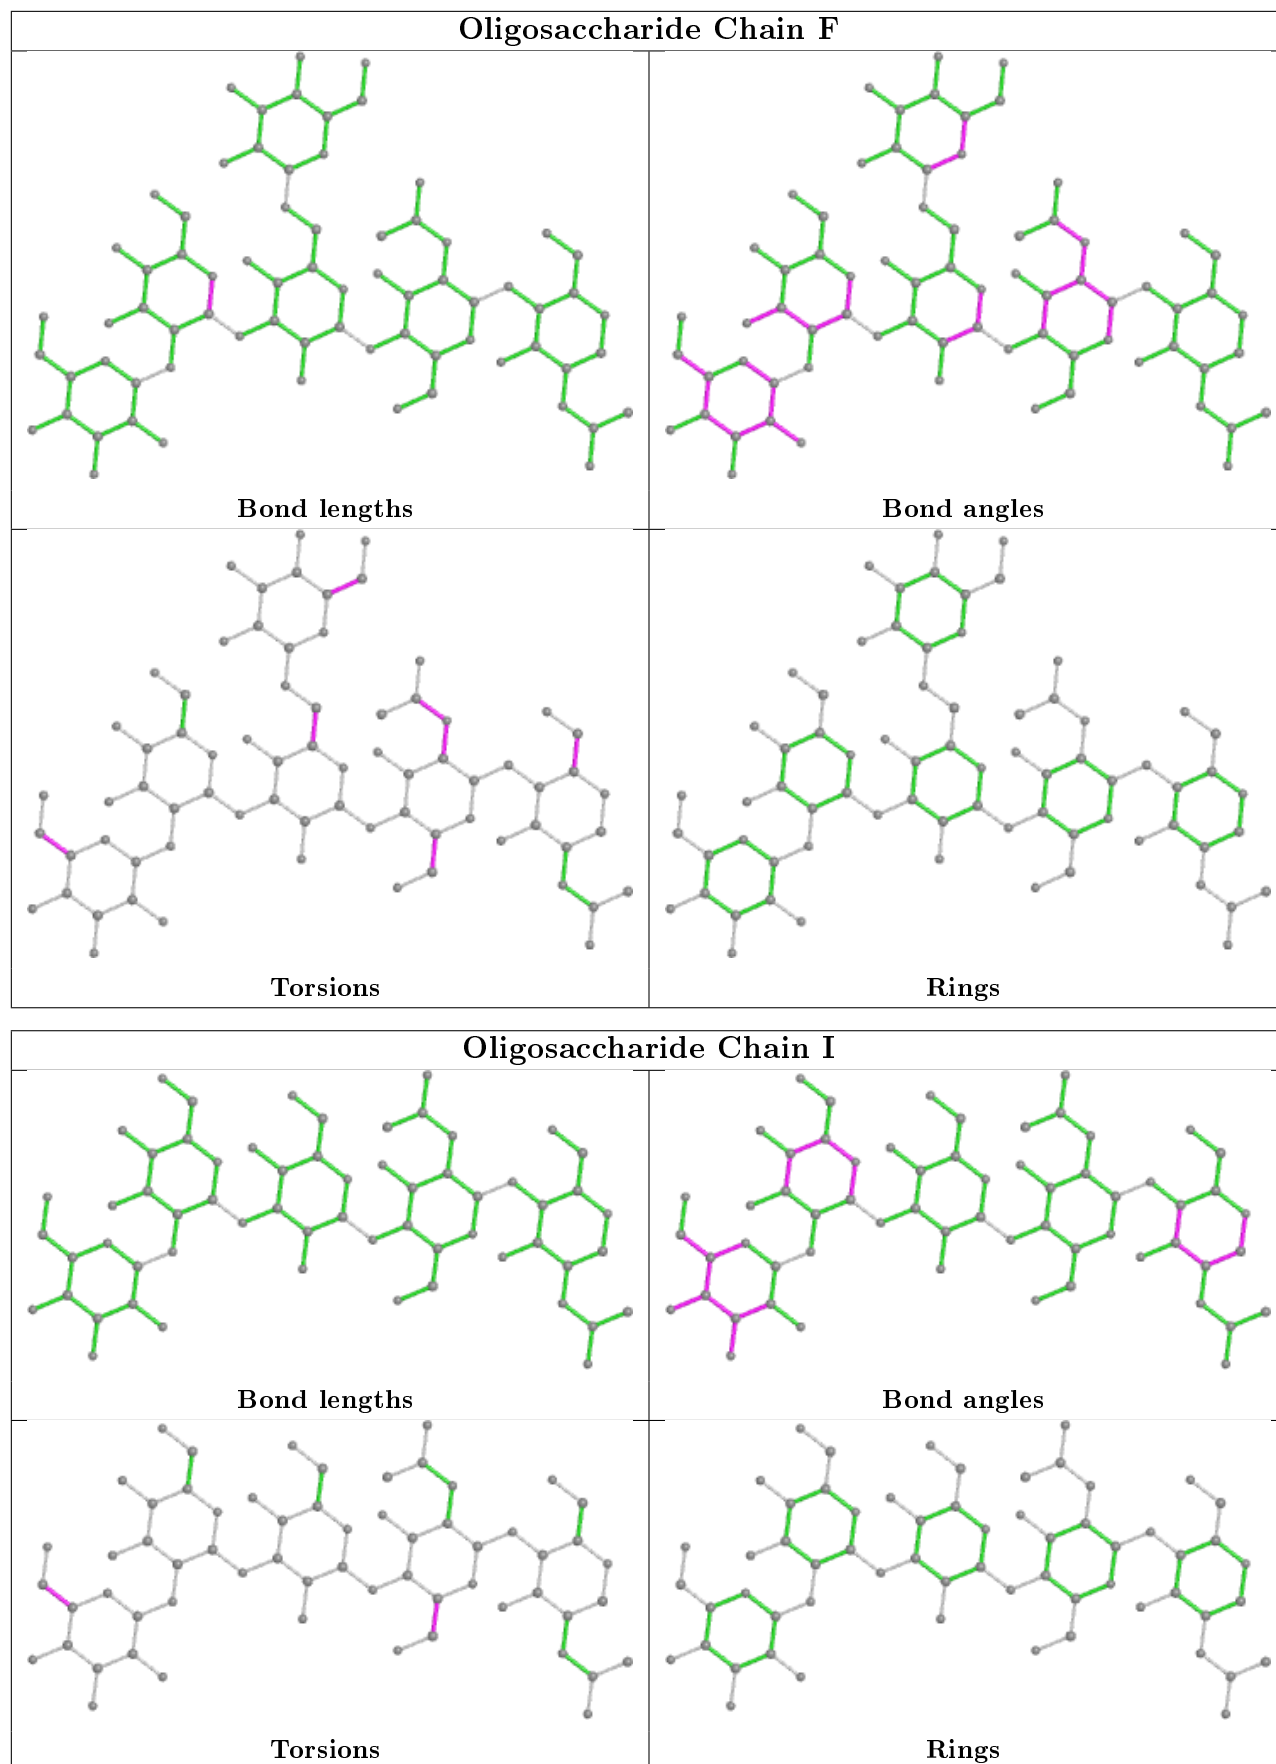 Oligosaccharide Chain F
Bond lengths
Bond angles
Torsions
Rings
Oligosaccharide Chain I
Bond lengths
Bond angles
Torsions
Rings